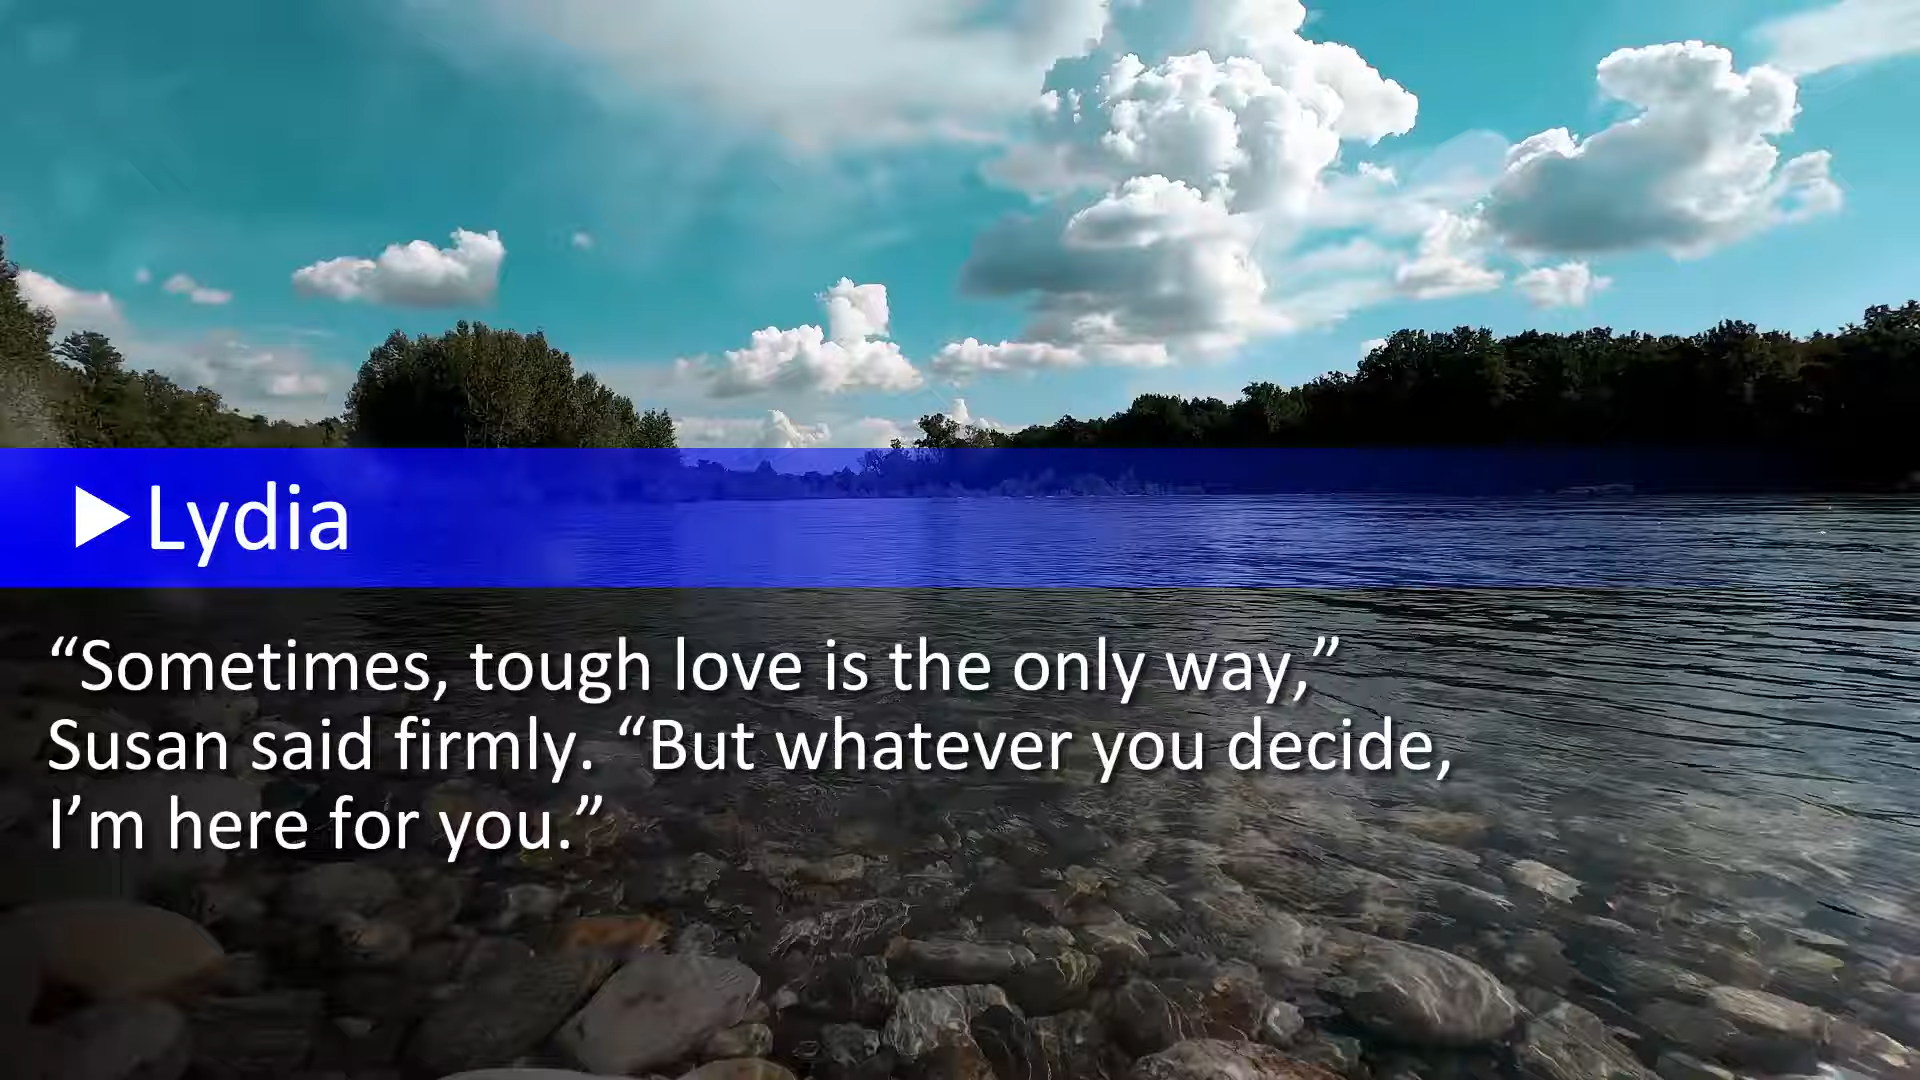 Lydia
“Sometimes, tough love is the only way,”
Susan said firmly. “But whatever you decide,
I’m here for you.”